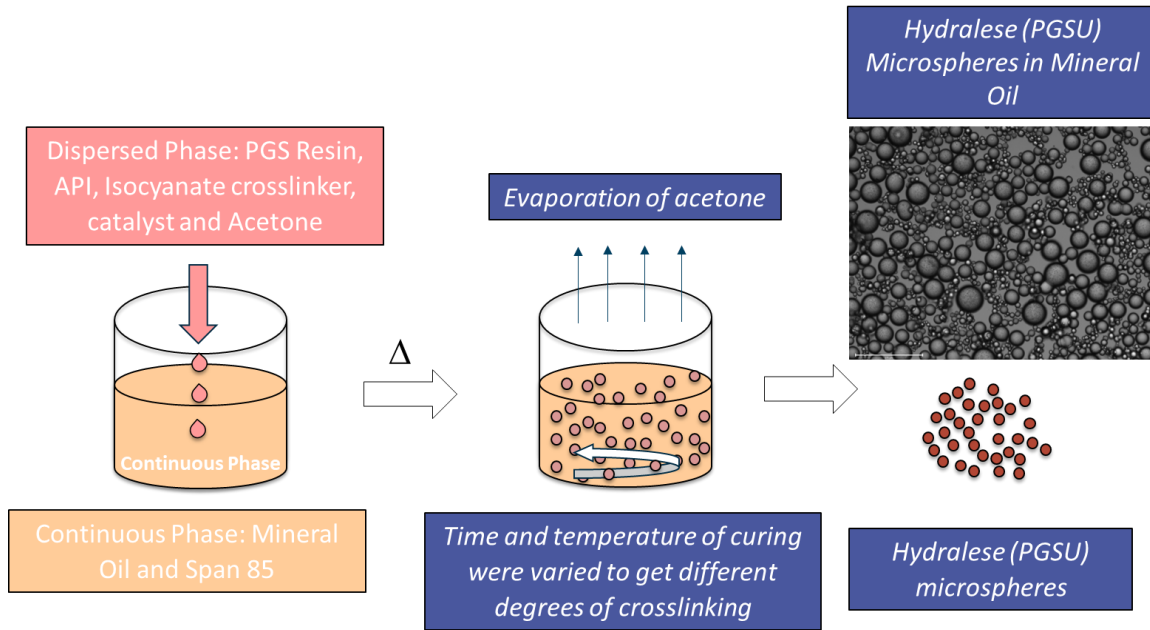 Hydralese (PGSU)
Microspheres in Mineral
Oil
Dispersed Phase: PGS Resin,
API, Isocyanate crosslinker,
catalyst and Acetone
Evaporation of acetone
Δ
Continuous Phase
Continuous Phase: Mineral
Oil and Span 85
Time and temperature of curing
were varied to get different
degrees of crosslinking
Hydralese (PGSU)
microspheres